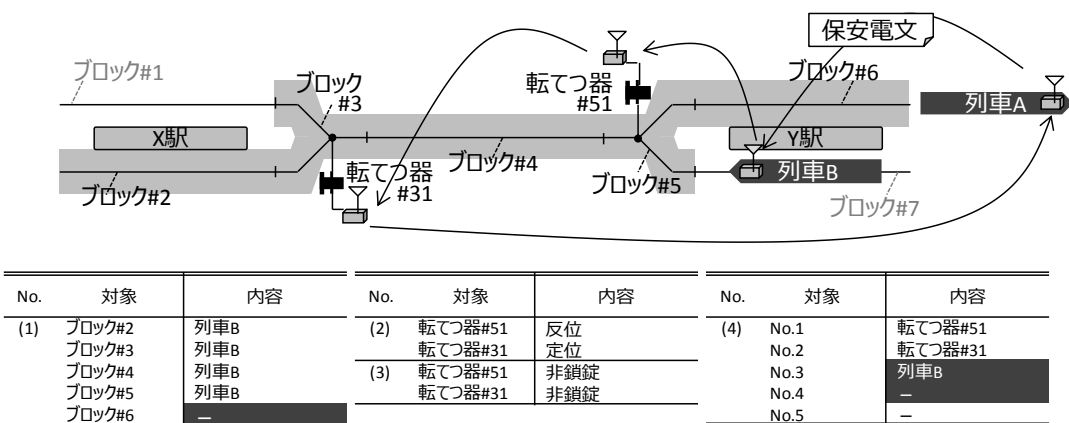 保安電文
ブロック#1
ブロック
#3
転てつ器
#51
ブロック#6
列車A
X駅
Y駅
ブロック#4
列車B
ブロック#2
転てつ器
#31
ブロック#5
ブロック#7
No. 対象 内容 No. 対象 内容 No. 対象 内容
(1) ブロック#2 列車B (2) 転てつ器#51 反位 (4) No.1 転てつ器#51
ブロック#3 列車B 転てつ器#31 定位 No.2 転てつ器#31
ブロック#4 列車B (3) 転てつ器#51 非鎖錠 No.3 列車B
ブロック#5 列車B 転てつ器#31 非鎖錠 No.4 –
ブロック#6 – No.5 –